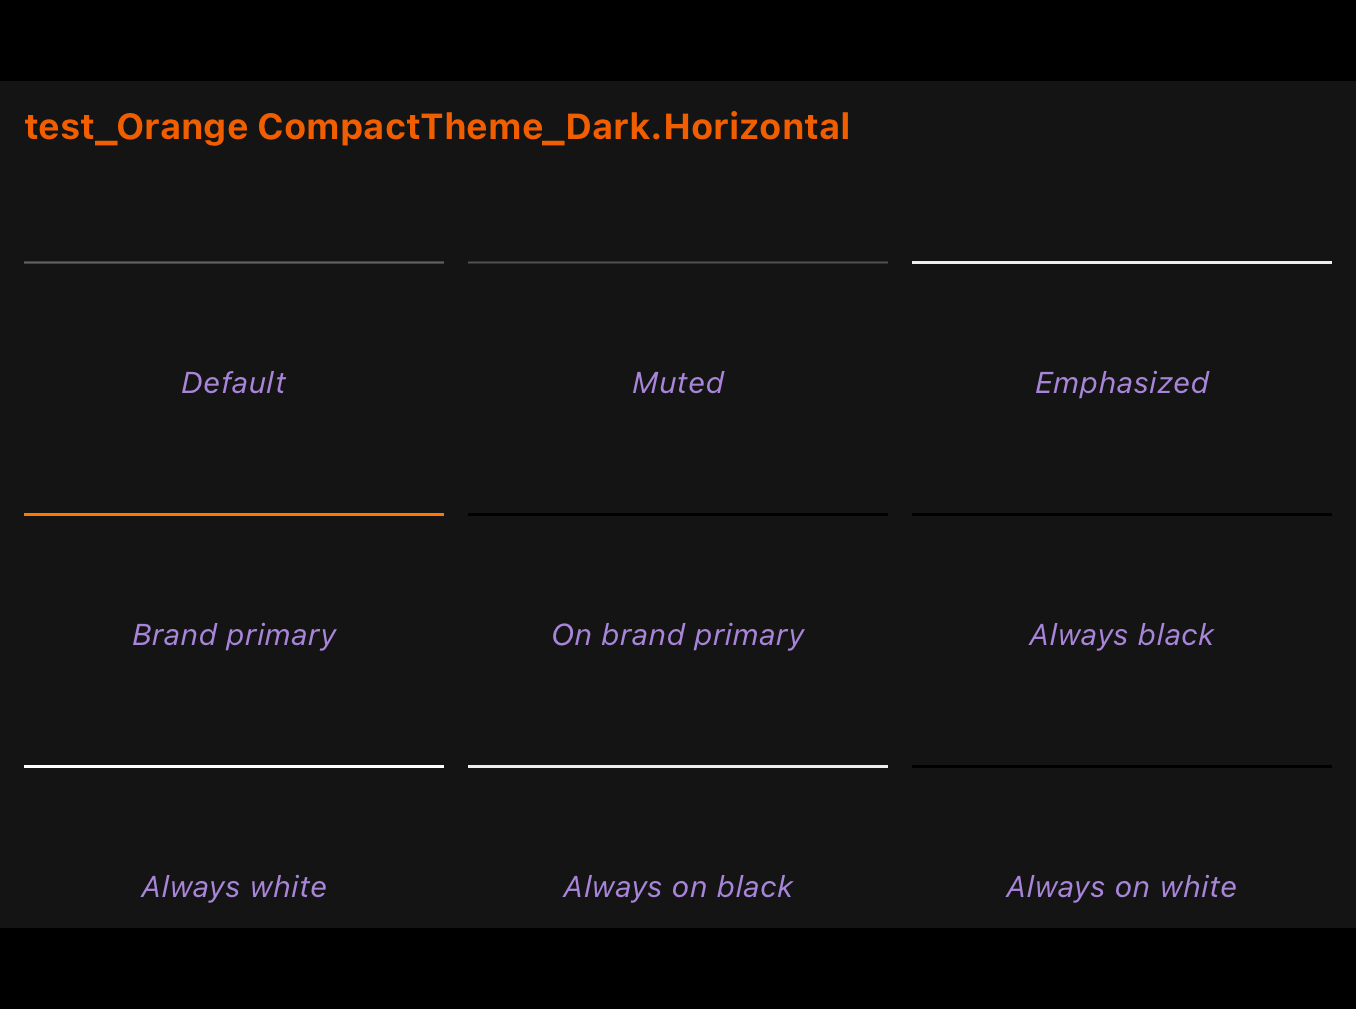 test_Orange CompactTheme_Dark.Horizontal
Default
Muted
Emphasized
Brand primary
On brand primary
Always black
Always white
Always on black
Always on white